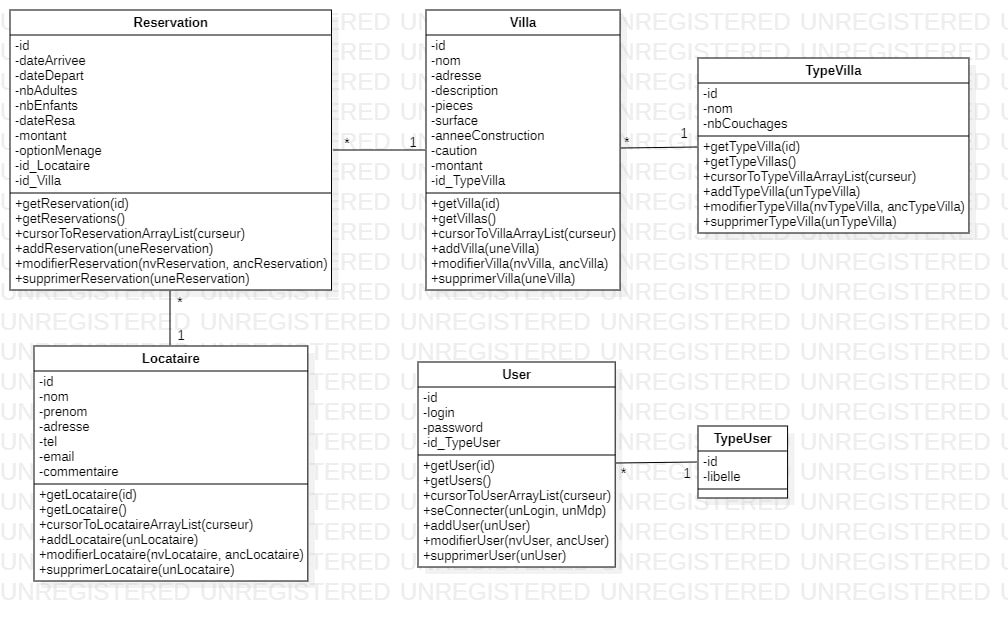 Reservation
-id
-dateArrivee
-dateDepart
-nbAdultes
-nbEnfants
-dateResa
-montant
-optionMenage
-id_Locataire
-id_Villa
+getReservation(id)
+getReservations()
+cursorToReservationArrayList(curseur)
+addReservation(uneReservation)
+modifierReservation(nvReservation, ancReservation)
+supprimerReservation(uneReservation)
* 1
Villa
-id
-nom
-adresse
-description
-pieces
-surface
-anneeConstruction
-caution
-montant
-id_TypeVilla
+getVilla(id)
+getVillas()
+cursorToVillaArrayList(curseur)
+addVilla(uneVilla)
+modifierVilla(nvVilla, ancVilla)
+supprimerVilla(uneVilla)
* 1
TypeVilla
-id
-nom
-nbCouchages
+getTypeVilla(id)
+getTypeVillas()
+cursorToTypeVillaArrayList(curseur)
+addTypeVilla(unTypeVilla)
+modifierTypeVilla(nvTypeVilla, ancTypeVilla)
+supprimerTypeVilla(unTypeVilla)
*
1
Locataire
-id
-nom
-prenom
-adresse
-tel
-email
-commentaire
+getLocataire(id)
+getLocataire()
+cursorToLocataireArrayList(curseur)
+addLocataire(unLocataire)
+modifierLocataire(nvLocataire, ancLocataire)
+supprimerLocataire(unLocataire)
User
-id
-login
-password
-id_TypeUser
+getUser(id)
+getUsers()
+cursorToUserArrayList(curseur)
+seConnecter(unLogin, unMdp)
+addUser(unUser)
+modifierUser(nvUser, ancUser)
+supprimerUser(unUser)
* 1
TypeUser
-id
-libelle
UNREGISTERED UNREGISTERED UNREGISTERED UNREGISTERED UNREGISTERED